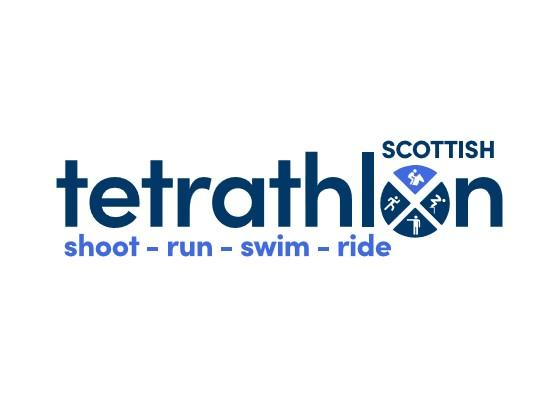 SCOTTISH
tetrathlon
shoot - run - swim - ride